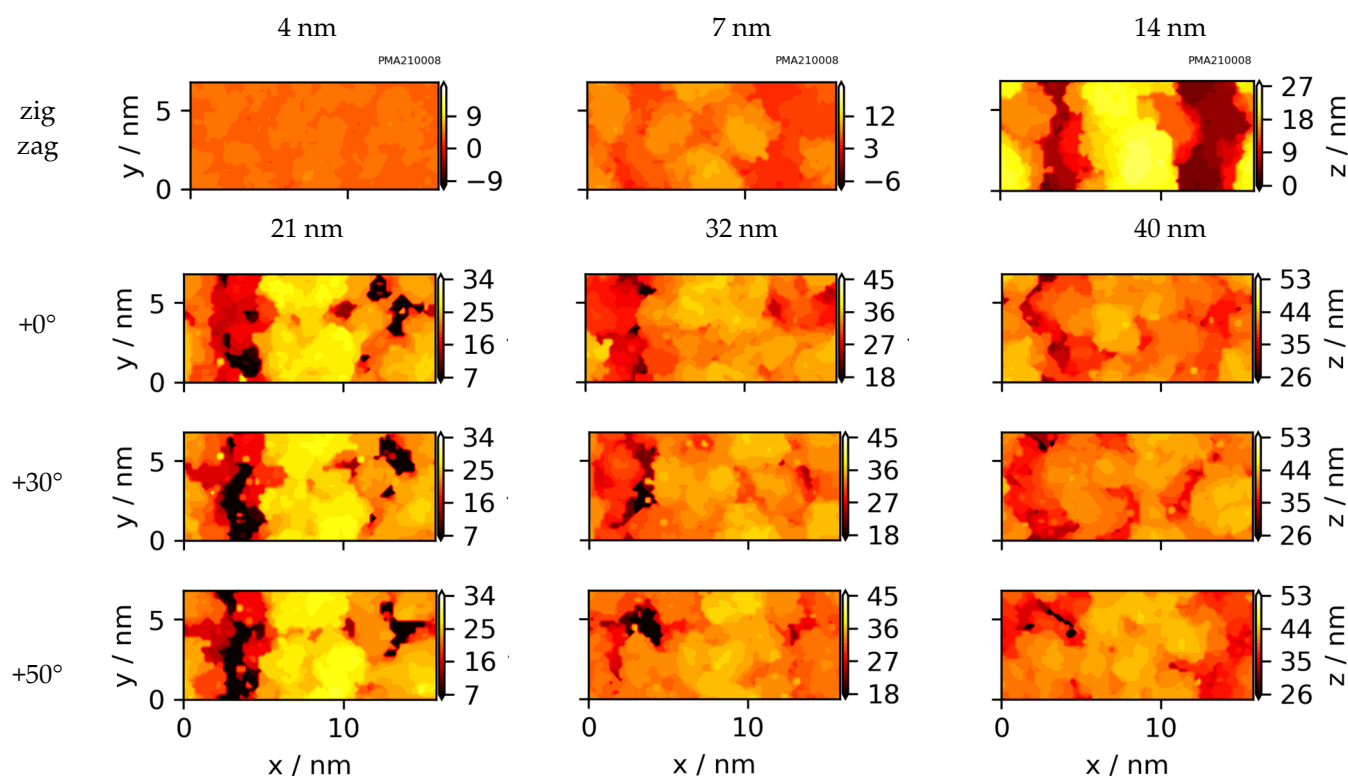 4 nm 7 nm 14 nm
PMA210008 PMA210008 PMA210008
zig
zag
y / nm 5 0 9 0 −9 12 3 −6 27 18 9 0 z / nm
21 nm 32 nm 40 nm
+0° y / nm 5 0 34 25 16 7 45 36 27 18 53 44 35 26 z / nm
+30° y / nm 5 0 34 25 16 7 45 36 27 18 53 44 35 26 z / nm
+50° y / nm 5 0 34 25 16 7 45 36 27 18 53 44 35 26 z / nm
0 10 0 10 0 10
x / nm x / nm x / nm